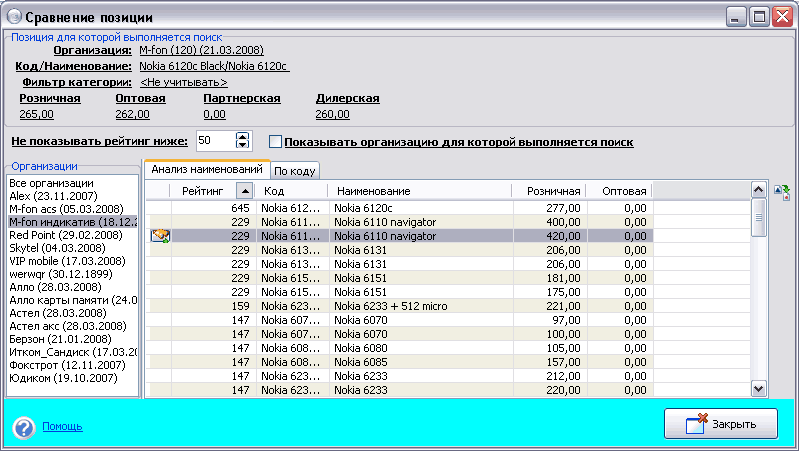 Сравнение позиции
Позиция для которой выполняется поиск
Организация: M-fon (120) (21.03.2008)
Код/Наименование: Nokia 6120c Black/Nokia 6120c
Фильтр категории: <Не учитывать>
Розничная Оптовая Партнерская Дилерская
265,00 262,00 0,00 260,00
Не показывать рейтинг ниже: 50 Показывать организацию для которой выполняется поиск
Организации
Все организации
Alex (23.11.2007)
M-fon acs (05.03.2008)
M-fon индикатив (18.12.2
Red Point (29.02.2008)
Skytel (04.03.2008)
VIP mobile (17.03.2008)
werwqr (30.12.1899)
Алло (28.03.2008)
Алло карты памяти (24.0
Астел (28.03.2008)
Астел акс (28.03.2008)
Берзон (21.01.2008)
Итком_Сандиск (17.03.20
Фокстрот (12.11.2007)
Юдиком (19.10.2007)
Анализ наименований По коду
Рейтинг Код Наименование Розничная Оптовая
645 Nokia 612... Nokia 6120c 277,00 0,00
229 Nokia 611... Nokia 6110 navigator 400,00 0,00
229 Nokia 611... Nokia 6110 navigator 420,00 0,00
229 Nokia 613... Nokia 6131 206,00 0,00
229 Nokia 613... Nokia 6131 206,00 0,00
229 Nokia 615... Nokia 6151 181,00 0,00
229 Nokia 615... Nokia 6151 175,00 0,00
159 Nokia 623... Nokia 6233 + 512 micro 221,00 0,00
147 Nokia 607... Nokia 6070 97,00 0,00
147 Nokia 607... Nokia 6070 100,00 0,00
147 Nokia 608... Nokia 6080 105,00 0,00
147 Nokia 608... Nokia 6085 157,00 0,00
147 Nokia 623... Nokia 6233 212,00 0,00
147 Nokia 623... Nokia 6233 220,00 0,00
Помощь
Закрыть